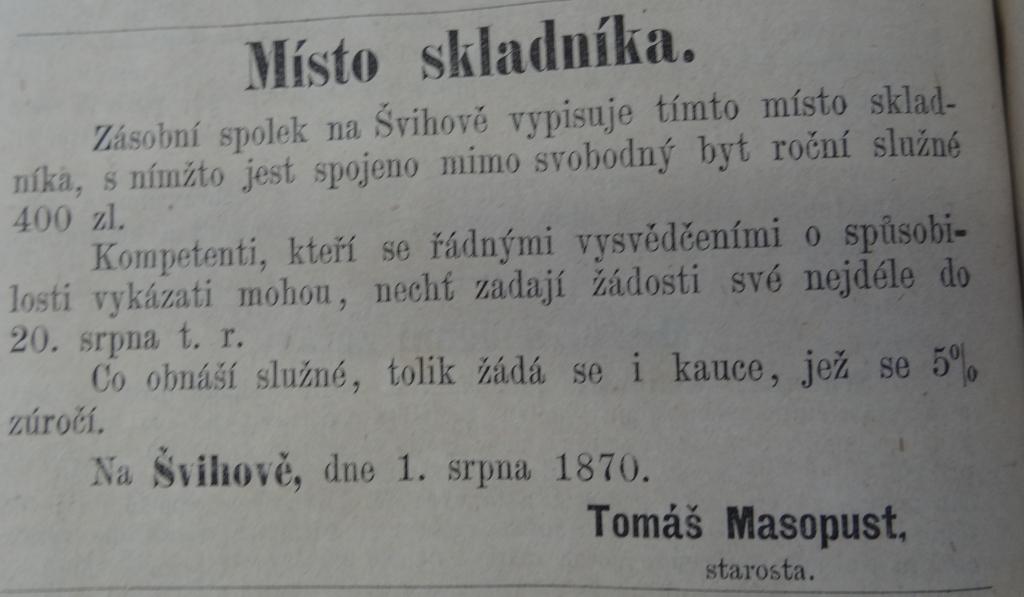 Místo skladníka.
Zásobní spolek na Švihově vypisuje tímto místo sklad-
níka, s nímžto jest spojeno mimo svobodný byt roční služné
400 zl.
Kompetenti, kteří se řádnými vysvědčeními o spůsobi-
losti vykázati mohou, nechť zadají žádosti své nejdéle do
20. srpna t. r.
Co obnáší služné, tolik žádá se i kauce, jež se 5%
zúročí.
Na Švihově, dne 1. srpna 1870.
Tomáš Masopust,
starosta.